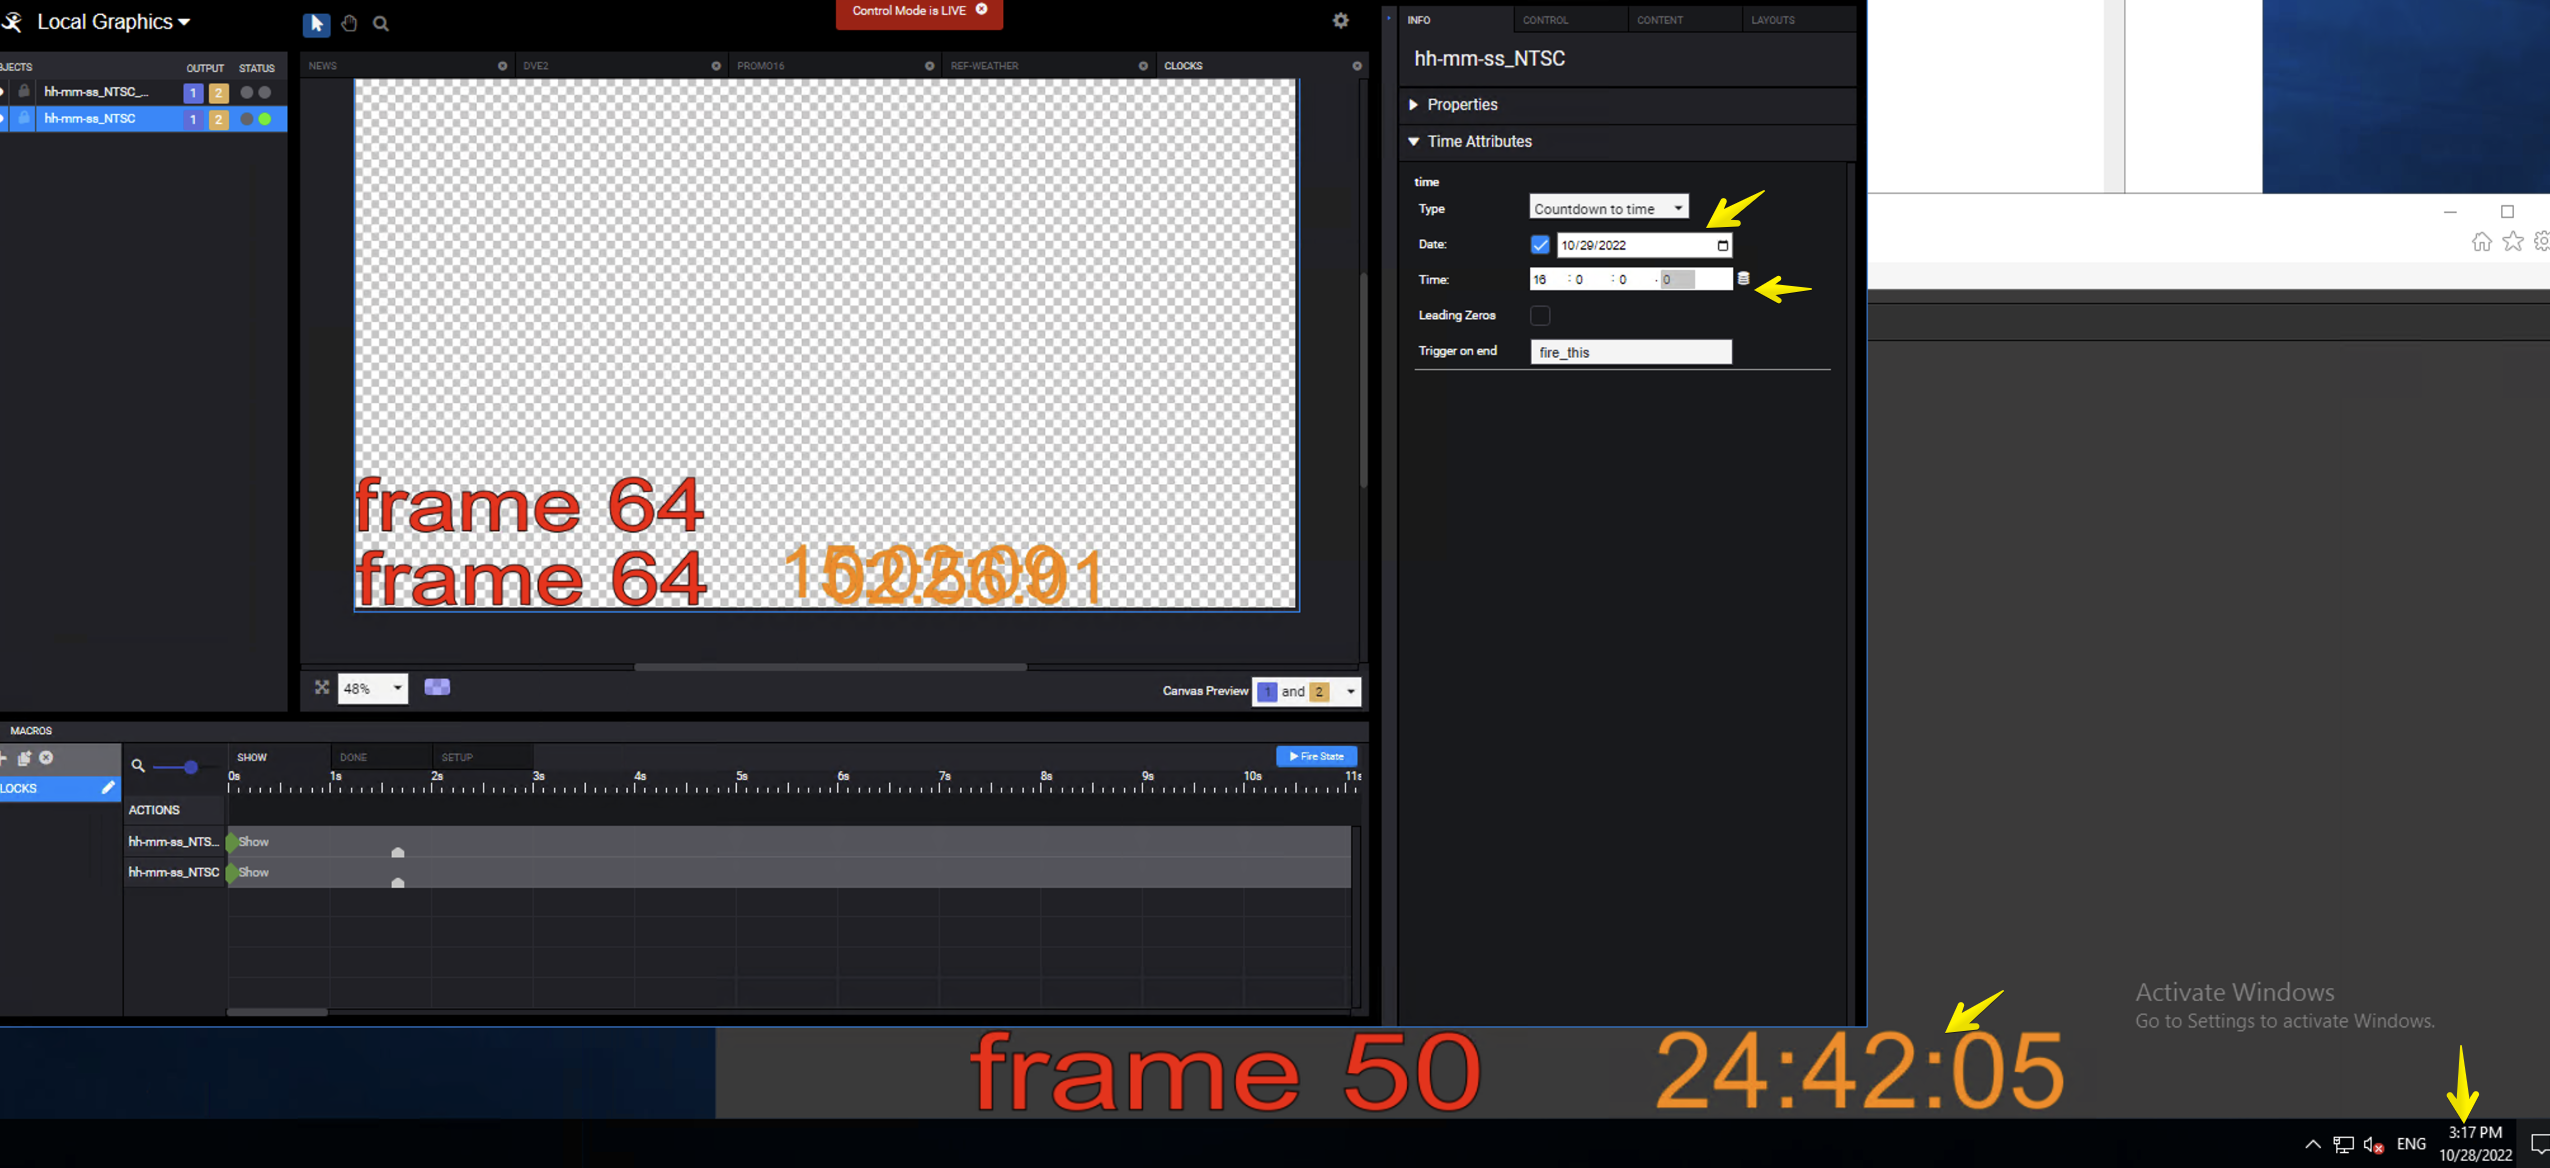 Control Mode is LIVE
Local Graphics
BJECTS OUTPUT STATUS
hh-mm-ss_NTSC_... 1 2
hh-mm-ss_NTSC 1 2
NEWS DVE2 PROMO16 REF-WEATHER CLOCKS
frame 64
frame 64
48%
Canvas Preview 1 and 2
INFO CONTROL CONTENT LAYOUTS
hh-mm-ss_NTSC
Properties
Time Attributes
time
Type Countdown to time
Date: 10/29/2022
Time: 16 : 0 : 0 . 0
Leading Zeros
Trigger on end fire_this
MACROS
LOCKS
SHOW DONE SETUP Fire State
0s 1s 2s 3s 4s 5s 6s 7s 8s 9s 10s 11s
ACTIONS
hh-mm-ss_NTS... Show
hh-mm-ss_NTSC Show
Activate Windows
Go to Settings to activate Windows.
frame 50 24:42:05
ENG 3:17 PM
10/28/2022